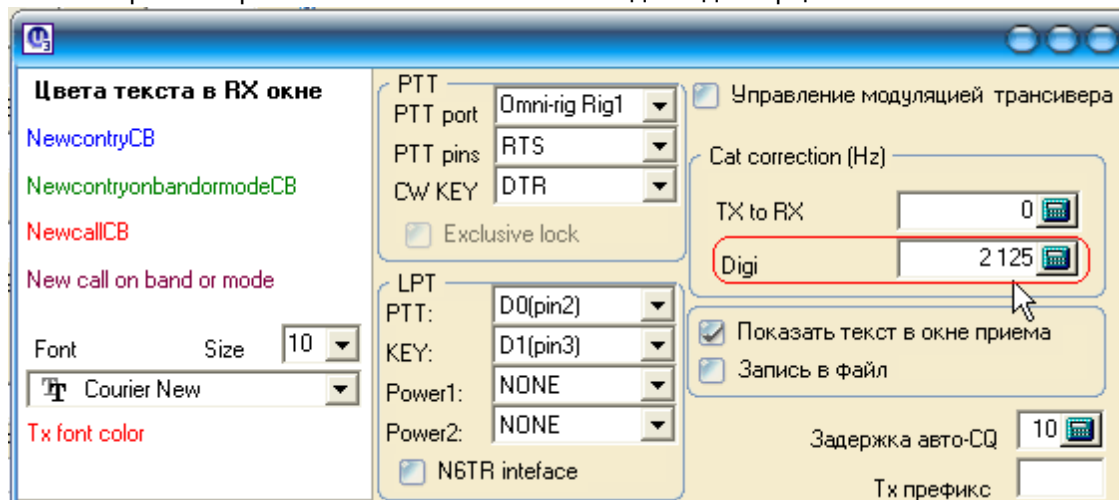 Цвета текста в RX окне
NewcontryCB
NewcontryonbandormodeCB
NewcallCB
New call on band or mode
Font Size 10
Courier New
Tx font color
PTT
PTT port Omni-rig Rig1
PTT pins RTS
CW KEY DTR
Exclusive lock
LPT
PTT: D0(pin2)
KEY: D1(pin3)
Power1: NONE
Power2: NONE
N6TR inteface
Управление модуляцией трансивера
Cat correction (Hz)
TX to RX 0
Digi 2 125
Показать текст в окне приема
Запись в файл
Задержка авто-CQ 10
Тх префикс